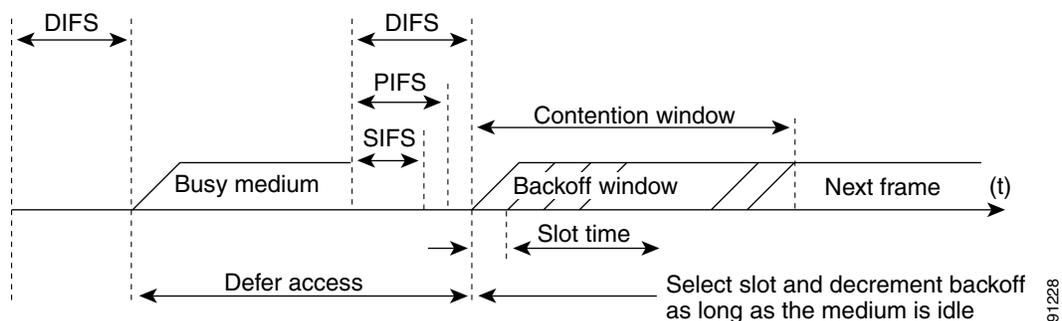 DIFS
DIFS
PIFS
SIFS
Contention window
Busy medium
Backoff window
Next frame
(t)
Slot time
Defer access
Select slot and decrement backoff
as long as the medium is idle
91228